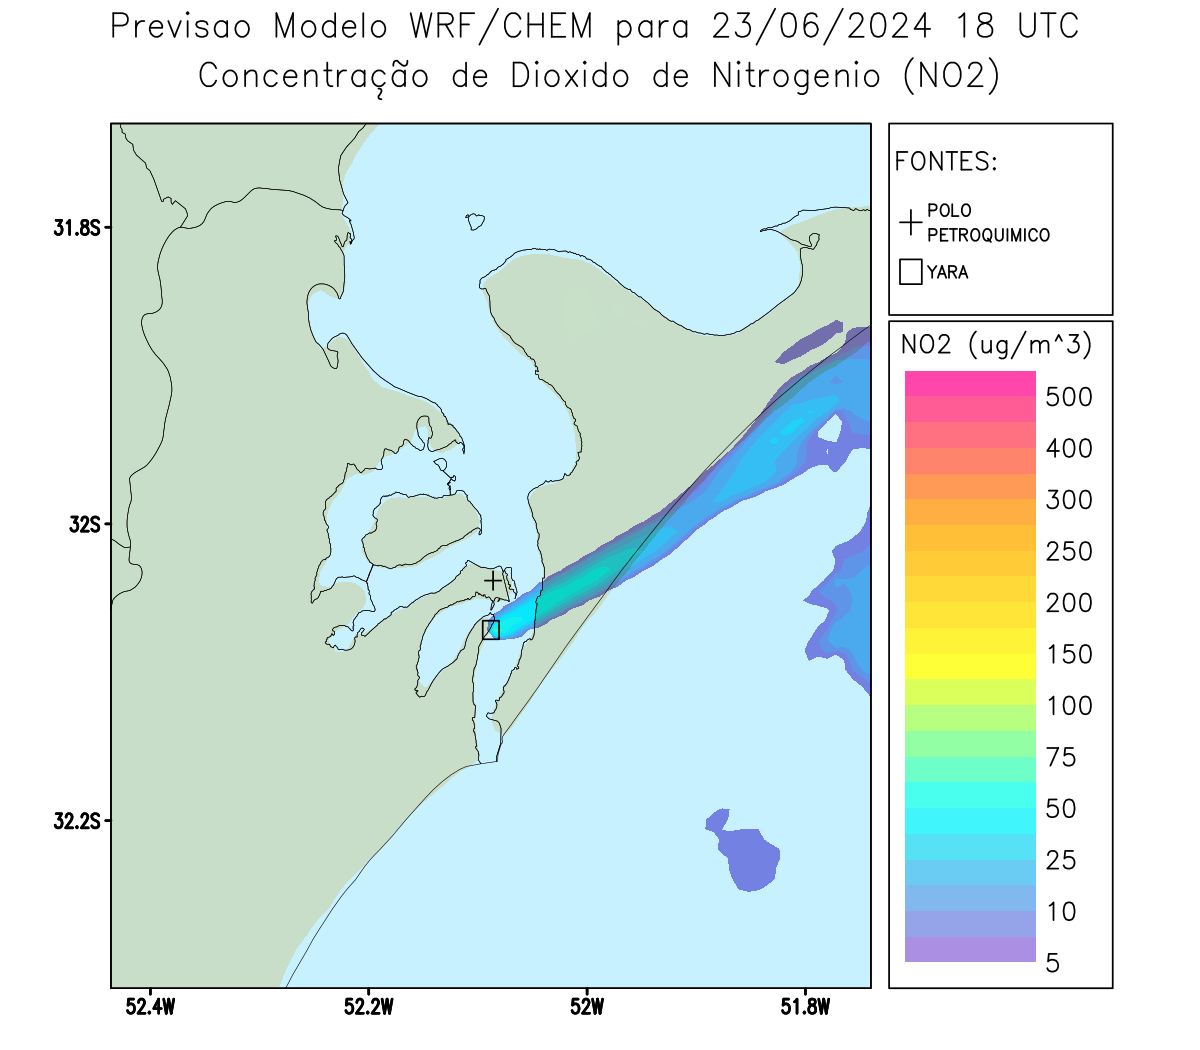 Previsao Modelo WRF/CHEM para 23/06/2024 18 UTC
Concentração de Dioxido de Nitrogenio (NO2)
FONTES:
POLO
PETROQUIMICO
YARA
NO2 (ug/m^3)
500
400
300
250
200
150
100
75
50
25
10
5
31.8S
32S
32.2S
52.4W
52.2W
52W
51.8W